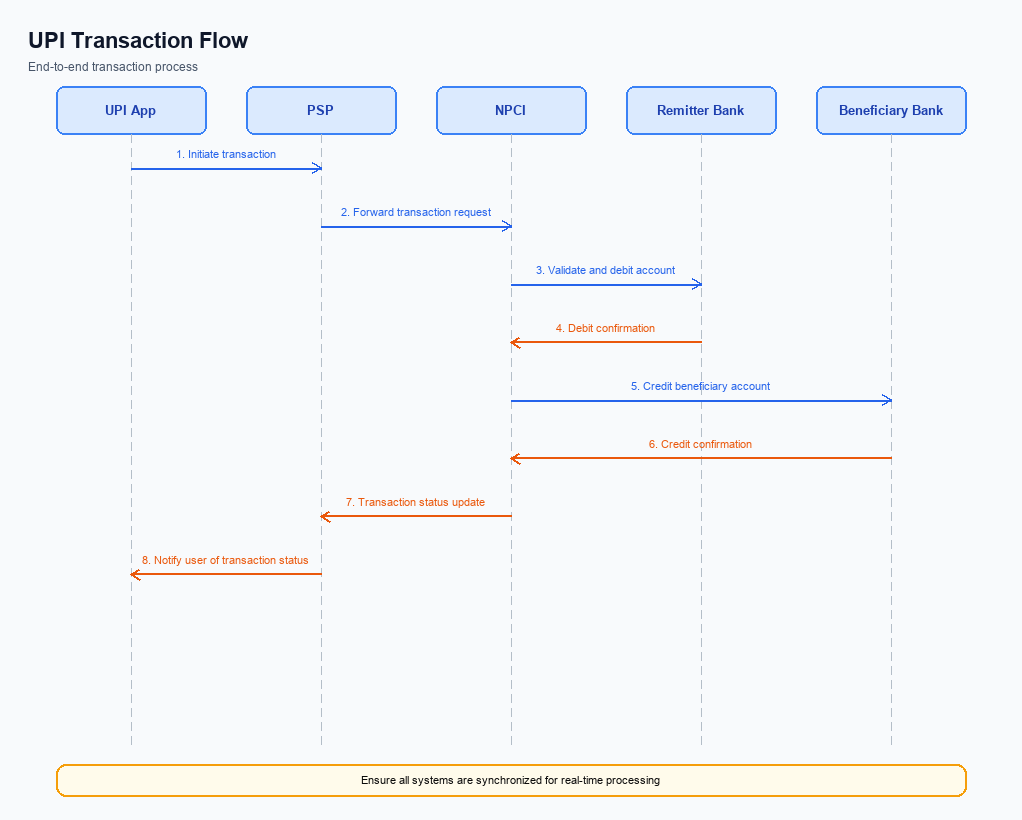 UPI Transaction Flow
End-to-end transaction process
UPI App
PSP
NPCI
Remitter Bank
Beneficiary Bank
1. Initiate transaction
2. Forward transaction request
3. Validate and debit account
4. Debit confirmation
5. Credit beneficiary account
6. Credit confirmation
7. Transaction status update
8. Notify user of transaction status
Ensure all systems are synchronized for real-time processing